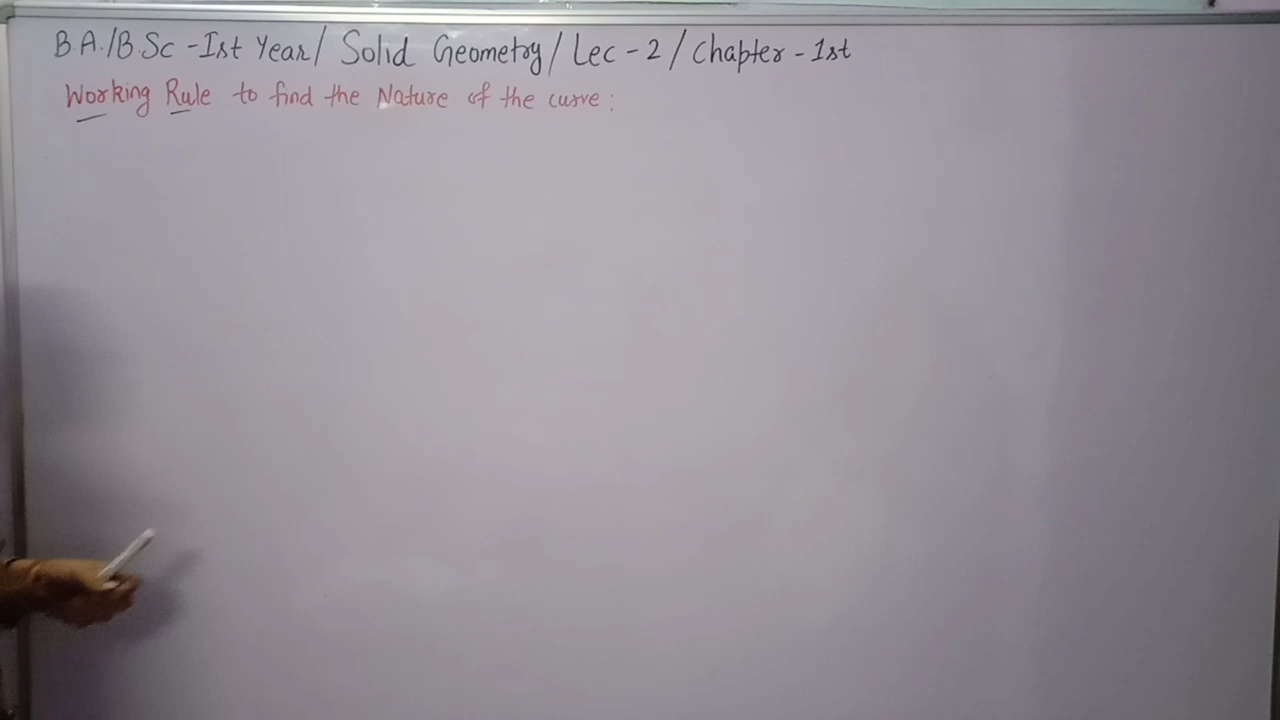 B.A./B.Sc - Ist Year / Solid Geometry / Lec - 2 / Chapter - 1st
Working Rule to find the Nature of the curve :